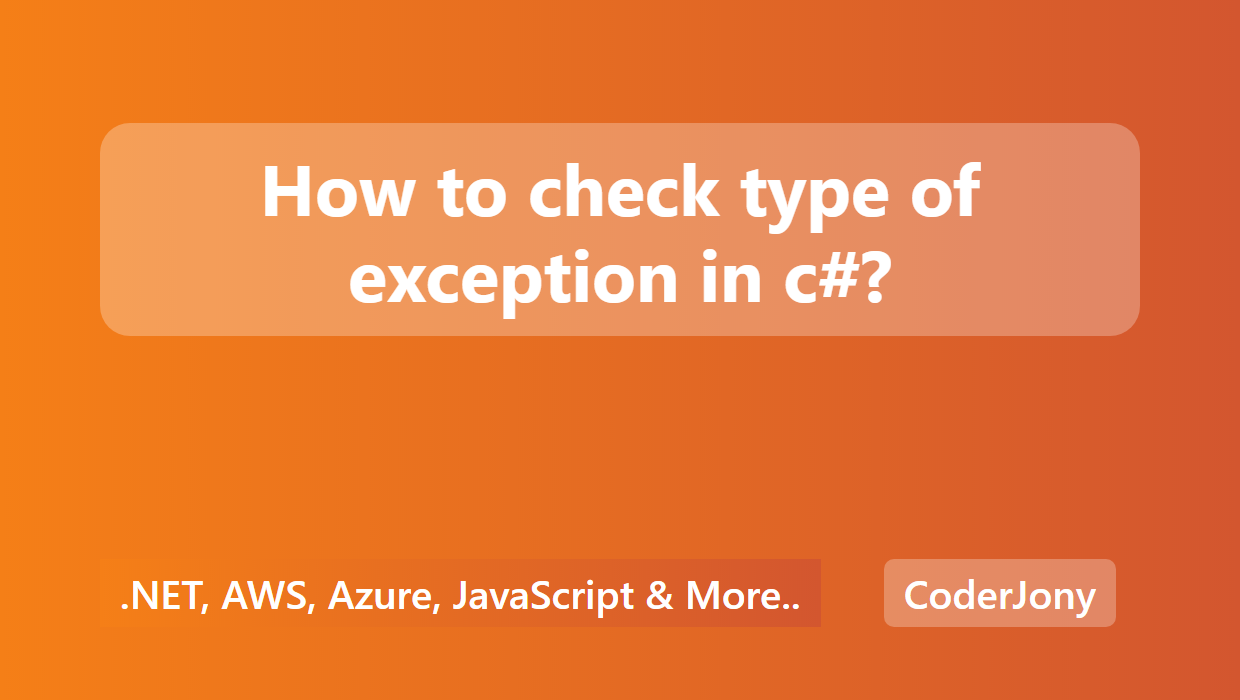 How to check type of
exception in c#?
.NET, AWS, Azure, JavaScript & More..
CoderJony